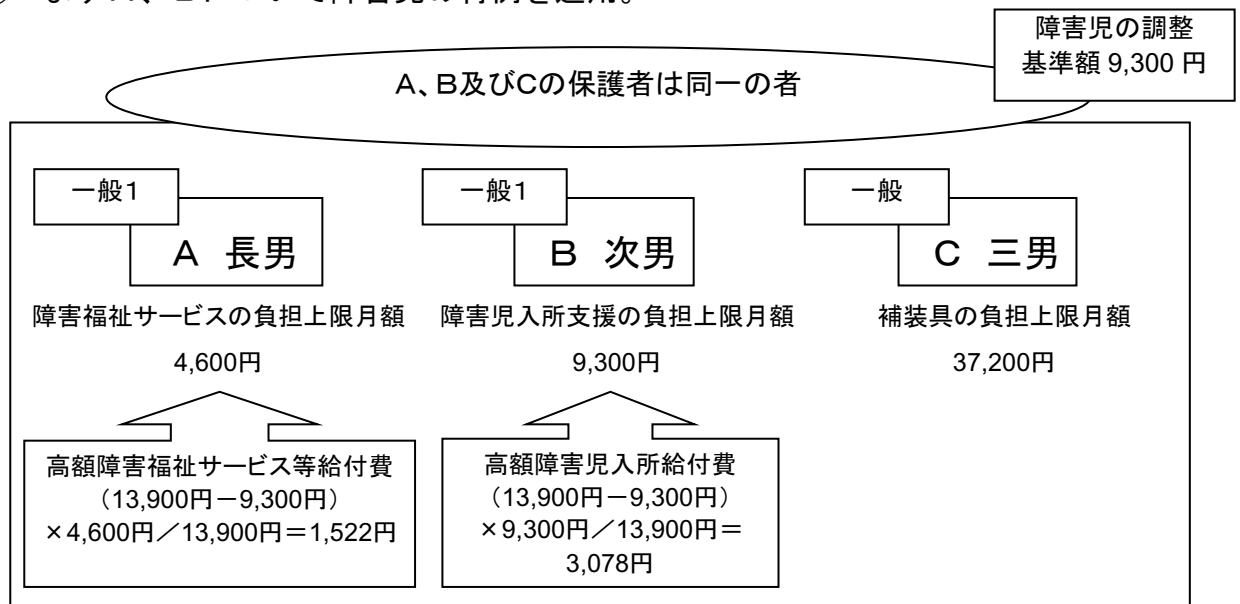 障害児の調整
基準額 9,300 円
A、B及びCの保護者は同一の者
一般1
A 長男
障害福祉サービスの負担上限月額
4,600円
高額障害福祉サービス等給付費
(13,900円-9,300円)
×4,600円/13,900円=1,522円
一般1
B 次男
障害児入所支援の負担上限月額
9,300円
高額障害児入所給付費
(13,900円-9,300円)
×9,300円/13,900円=
3,078円
一般
C 三男
補装具の負担上限月額
37,200円